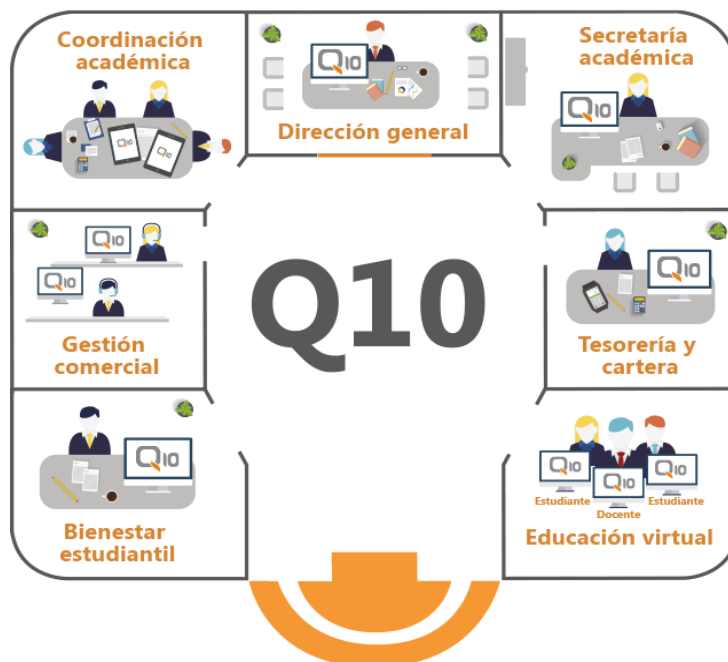 Coordinación
académica
Q10
Q10
Q10
Dirección general
Secretaría
académica
Q10
Q10
Q10
Gestión
comercial
Q10
Q10
Tesorería y
cartera
Q10
Bienestar
estudiantil
Q10
Q10
Q10
Estudiante
Docente
Estudiante
Educación virtual